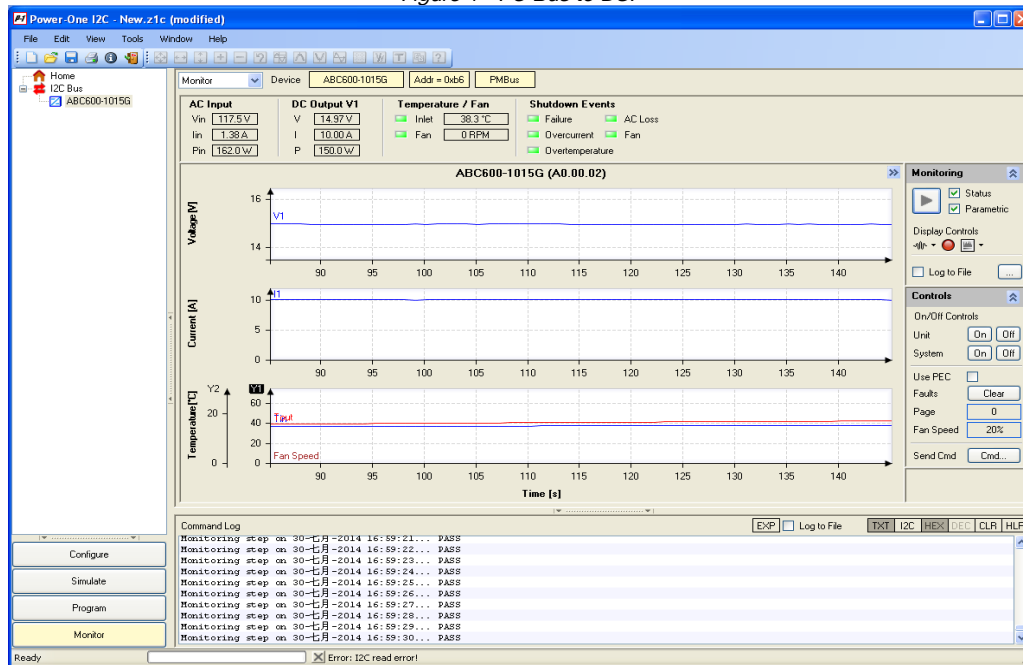 Power-One I2C - New.z1c (modified)
File Edit View Tools Window Help
Home
I2C Bus
ABC600-1015G
Monitor Device ABC600-1015G Addr = 0xb6 PMBus
AC Input DC Output V1 Temperature / Fan Shutdown Events
Vin 117.5 V V 14.97 V Inlet 38.3 °C Failure AC Loss
Iin 1.38 A I 10.00 A Fan 0 RPM Overcurrent Fan
Pin 162.0 W P 150.0 W Overtemperature
ABC600-1015G (A0.00.02)
Voltage [V]
16
V1
14
90 95 100 105 110 115 120 125 130 135 140
Current [A]
10 I1
5
0
90 95 100 105 110 115 120 125 130 135 140
Temperature [°C]
Y2 Y1
60
20 40
20
Fan Speed
0 0
90 95 100 105 110 115 120 125 130 135 140
Time [s]
Monitoring
Status
Parametric
Display Controls
Log to File ...
Controls
On/Off Controls
Unit On Off
System On Off
Use PEC
Faults Clear
Page 0
Fan Speed 20%
Send Cmd Cmd...
Command Log EXP Log to File TXT I2C HEX DEC CLR HLF
Monitoring step on 30-七月-2014 16:59:21... PASS
Monitoring step on 30-七月-2014 16:59:22... PASS
Monitoring step on 30-七月-2014 16:59:23... PASS
Monitoring step on 30-七月-2014 16:59:24... PASS
Monitoring step on 30-七月-2014 16:59:25... PASS
Monitoring step on 30-七月-2014 16:59:26... PASS
Monitoring step on 30-七月-2014 16:59:27... PASS
Monitoring step on 30-七月-2014 16:59:28... PASS
Monitoring step on 30-七月-2014 16:59:29... PASS
Monitoring step on 30-七月-2014 16:59:30... PASS
Configure
Simulate
Program
Monitor
Ready Error: I2C read error!